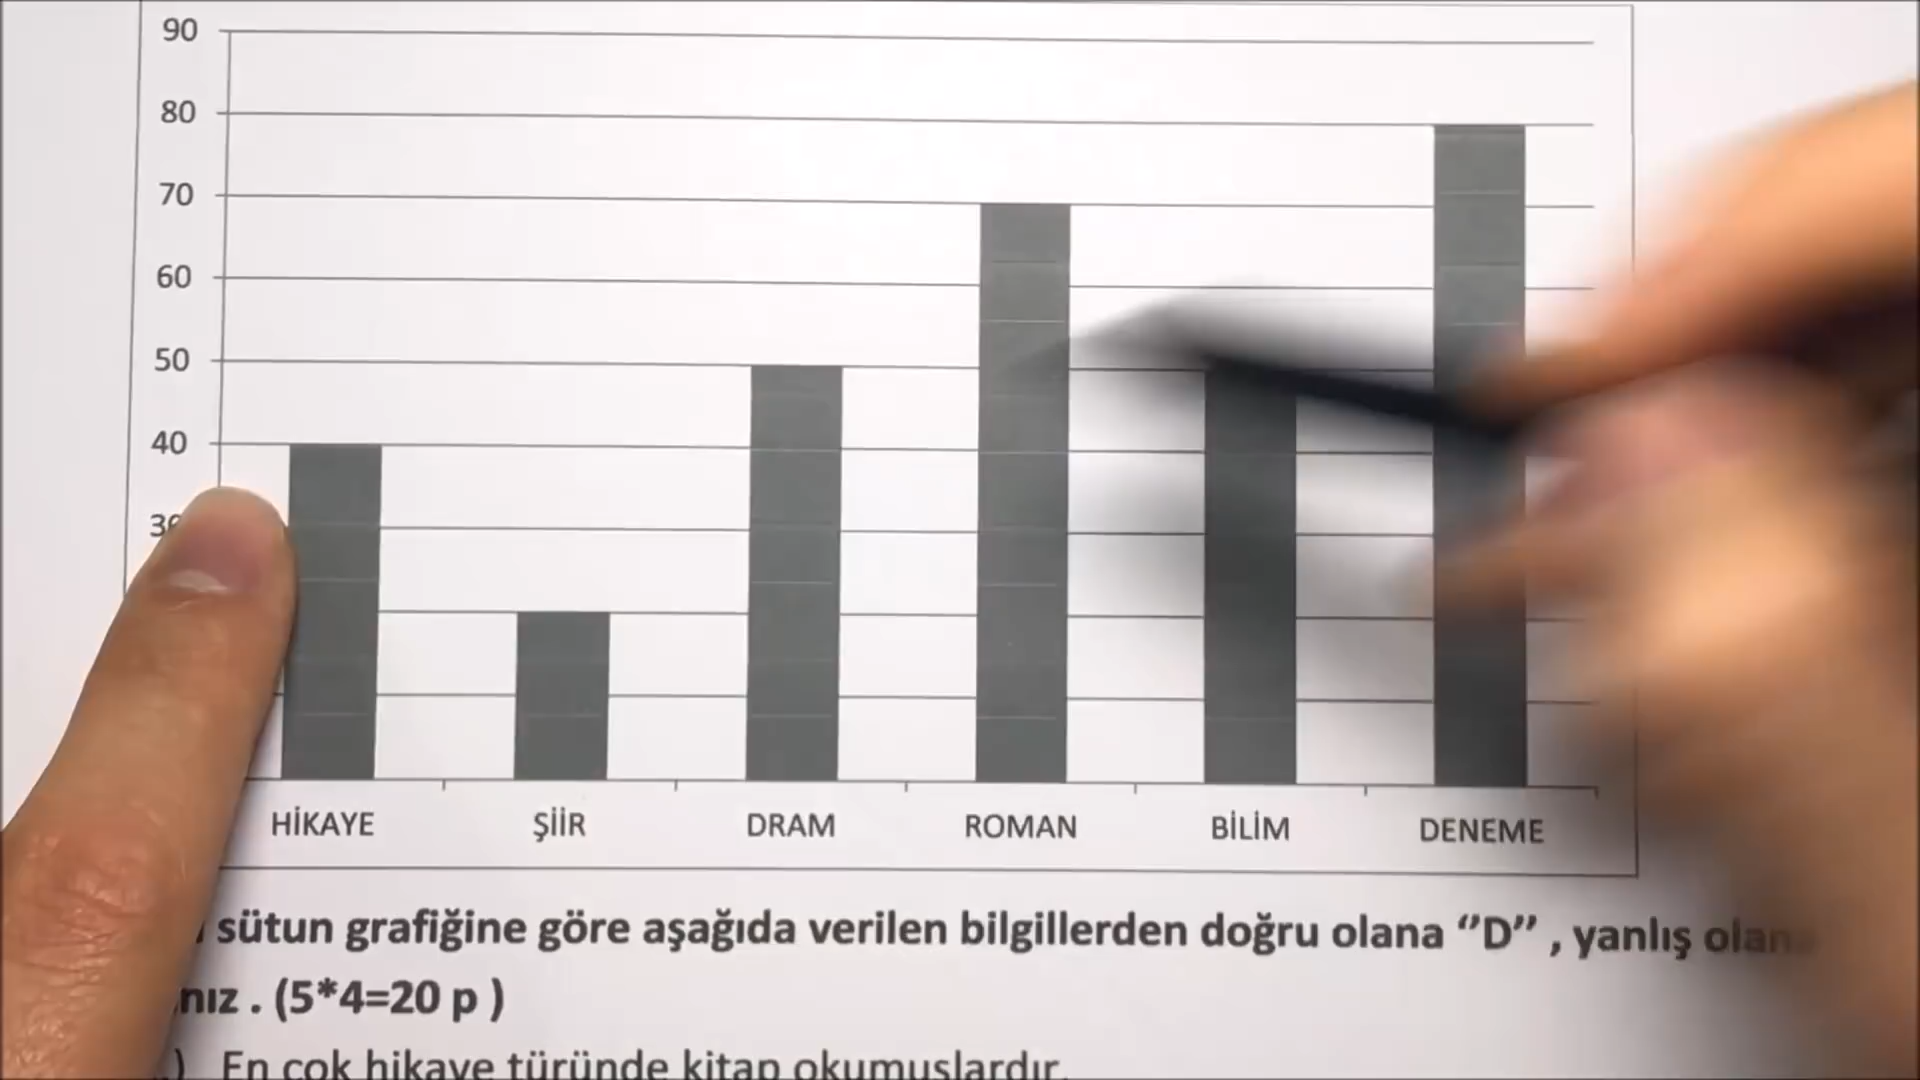 90
80
70
60
50
40
HİKAYE ŞİİR DRAM ROMAN BİLİM DENEME
sütun grafiğine göre aşağıda verilen bilgillerden doğru olana ‘’D’’ , yanlış
. (5*4=20 p )
) En çok hikaye türünde kitap okumuşlardır.